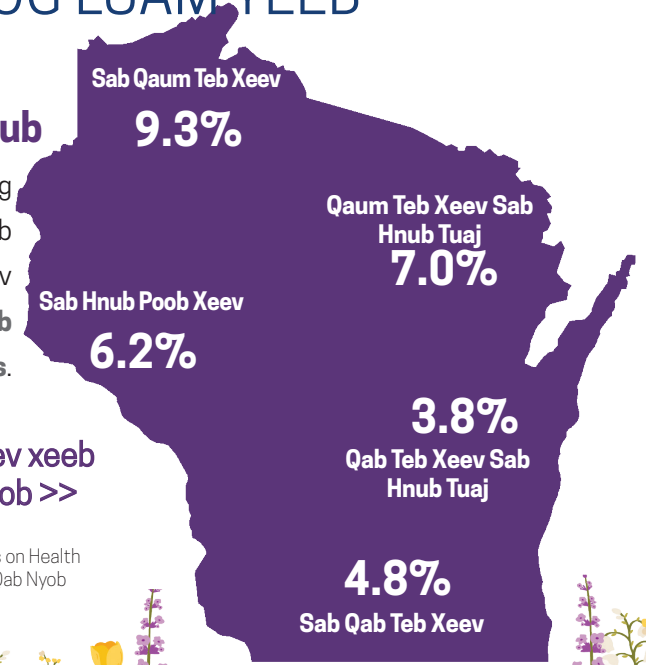 Sab Qaum Teb Xeev
9.3%
ub
g
b
v
b
s.
Qaum Teb Xeev Sab
Hnub Tuaj
7.0%
Sab Hnub Poob Xeev
6.2%
3.8%
Qab Teb Xeev Sab
Hnub Tuaj
ev xeeb
ob >>
on Health
Dab Nyob
4.8%
Sab Qab Teb Xeev